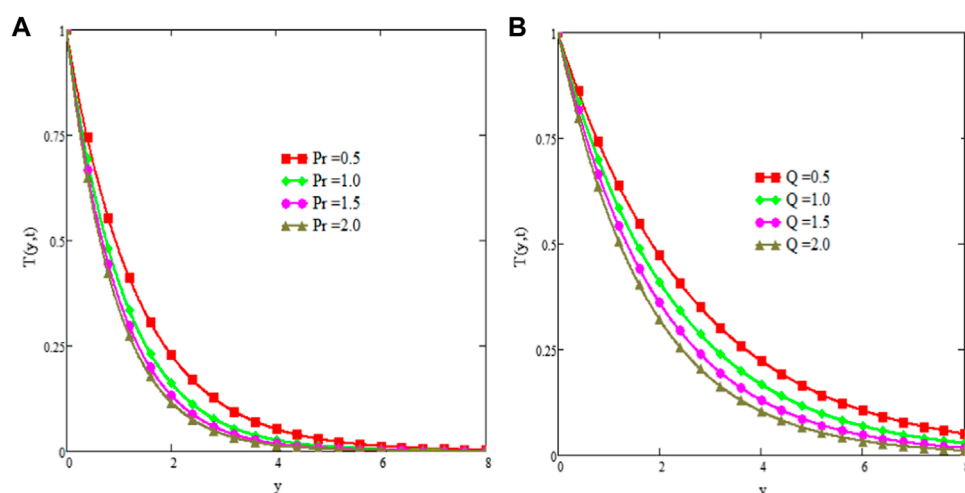 A
1
0.75
0.5
0.25
0
T(y,t)
Pr =0.5
Pr =1.0
Pr =1.5
Pr =2.0
0
2
4
6
8
y
B
1
0.75
0.5
0.25
0
T(y,t)
Q =0.5
Q =1.0
Q =1.5
Q =2.0
0
2
4
6
8
y